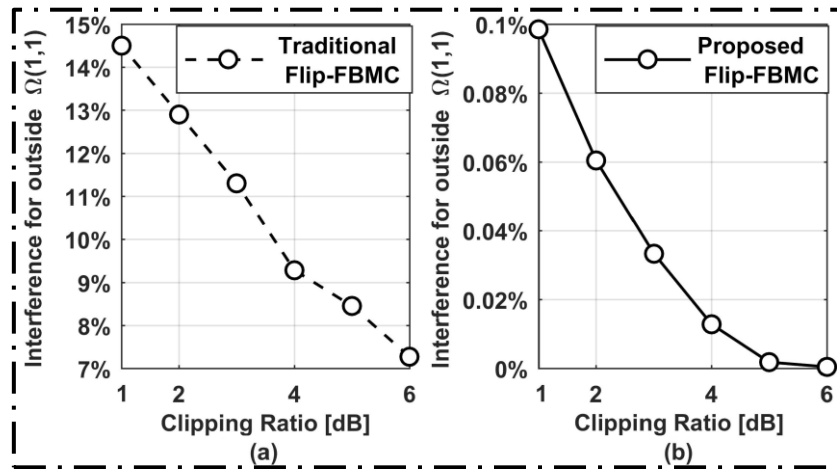 Interference for outside Ω(1,1)
15%
14%
13%
12%
11%
10%
9%
8%
7%
Traditional
Flip-FBMC
1
2
4
6
Clipping Ratio [dB]
(a)
Interference for outside Ω(1,1)
0.1%
0.08%
0.06%
0.04%
0.02%
0%
Proposed
Flip-FBMC
1
2
4
6
Clipping Ratio [dB]
(b)